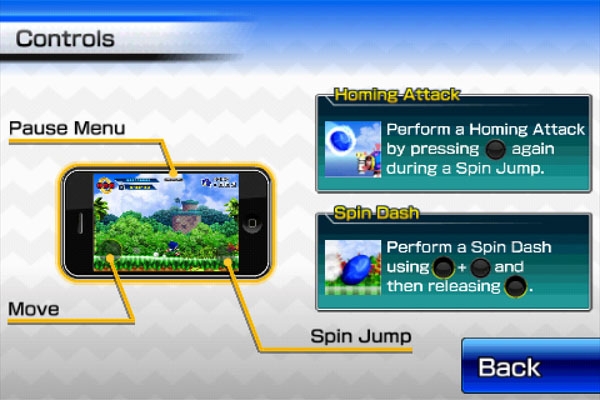 Controls
Pause Menu
Move
Spin Jump
Homing Attack
Perform a Homing Attack
by pressing again
during a Spin Jump.
Spin Dash
Perform a Spin Dash
using + and
then releasing .
Back